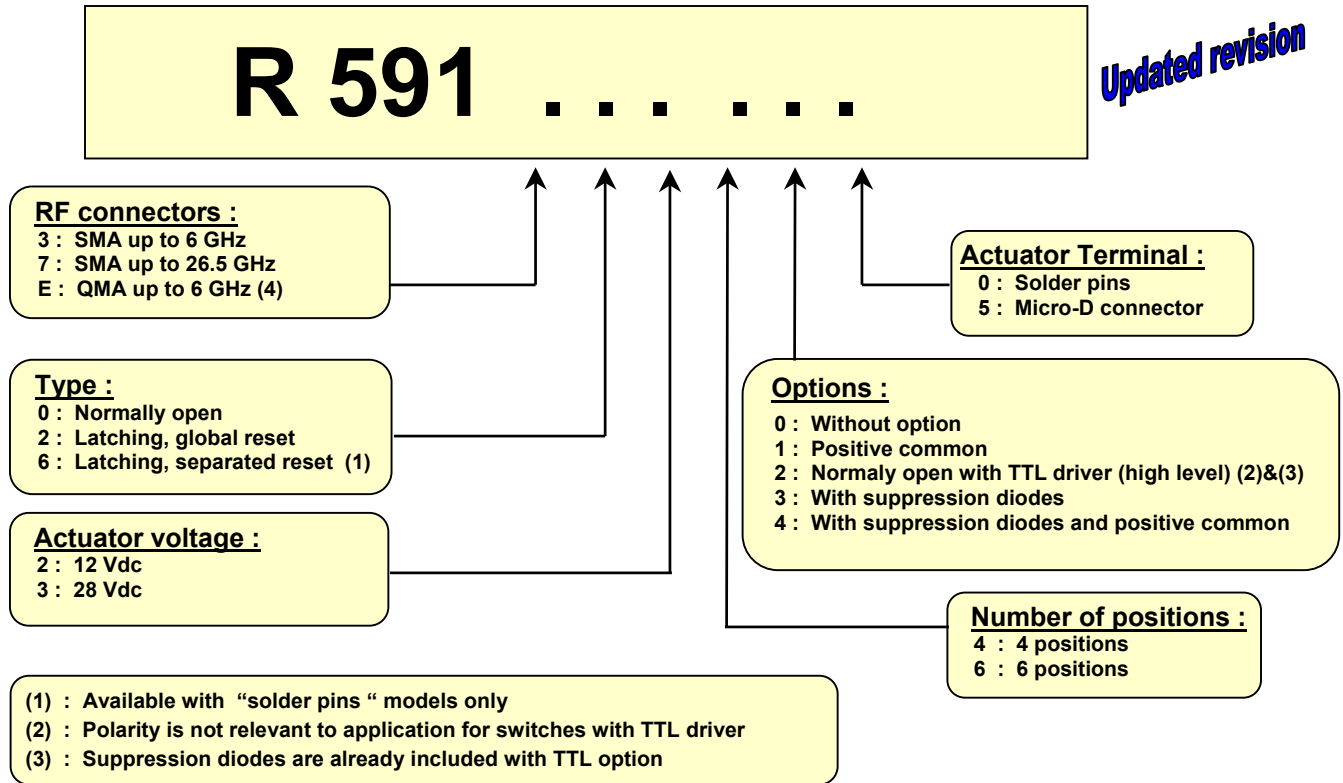 R 591 . . . . . .
Updated revision
RF connectors :
3 : SMA up to 6 GHz
7 : SMA up to 26.5 GHz
E : QMA up to 6 GHz (4)
Type :
0 : Normally open
2 : Latching, global reset
6 : Latching, separated reset (1)
Actuator voltage :
2 : 12 Vdc
3 : 28 Vdc
Actuator Terminal :
0 : Solder pins
5 : Micro-D connector
Options :
0 : Without option
1 : Positive common
2 : Normaly open with TTL driver (high level) (2)&(3)
3 : With suppression diodes
4 : With suppression diodes and positive common
Number of positions :
4 : 4 positions
6 : 6 positions
(1) : Available with “solder pins “ models only
(2) : Polarity is not relevant to application for switches with TTL driver
(3) : Suppression diodes are already included with TTL option